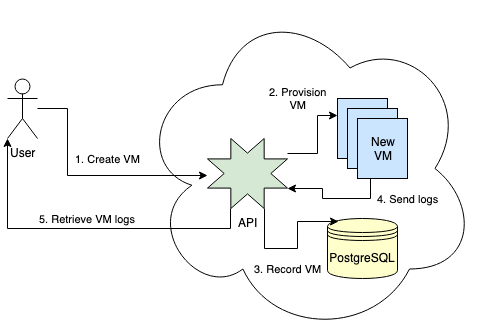 2. Provision
VM
New
VM
User
1. Create VM
4. Send logs
5. Retrieve VM logs
API
3. Record VM
PostgreSQL